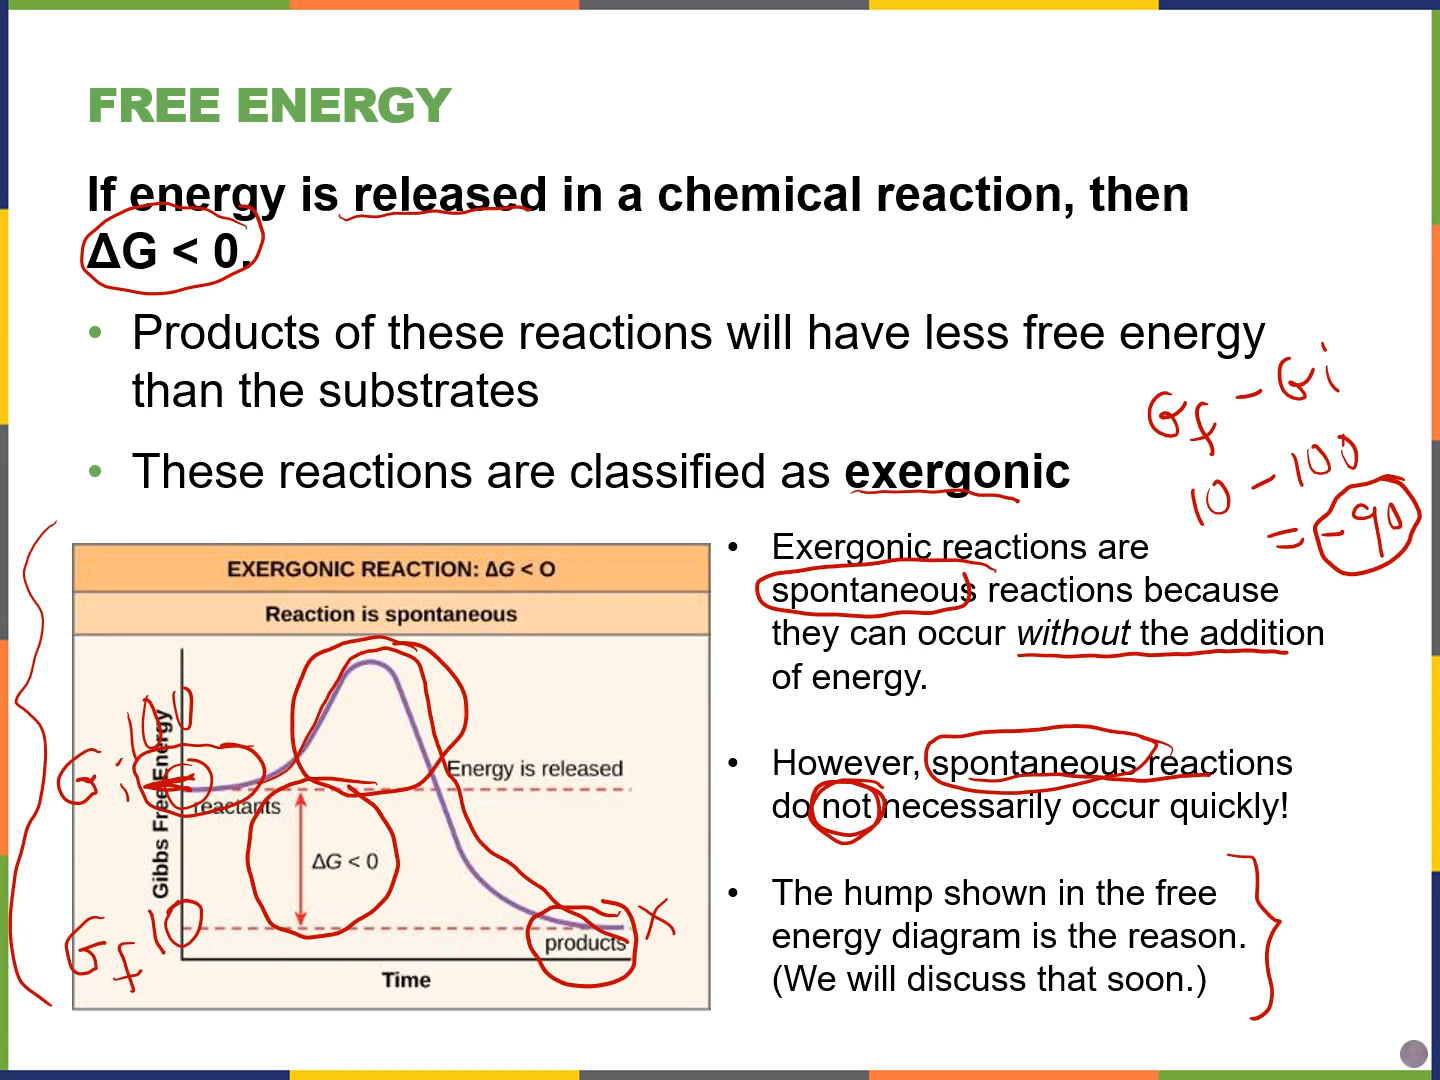 FREE ENERGY
If energy is released in a chemical reaction, then
ΔG < 0.
• Products of these reactions will have less free energy
than the substrates
• These reactions are classified as exergonic
Gf - Gi
10 - 100
= -90
EXERGONIC REACTION: ΔG < O
Reaction is spontaneous
Gibbs Free Energy
100
Gi
reactants
Energy is released
ΔG < 0
Gf 10
products
X
Time
• Exergonic reactions are
spontaneous reactions because
they can occur without the addition
of energy.
• However, spontaneous reactions
do not necessarily occur quickly!
• The hump shown in the free
energy diagram is the reason.
(We will discuss that soon.)